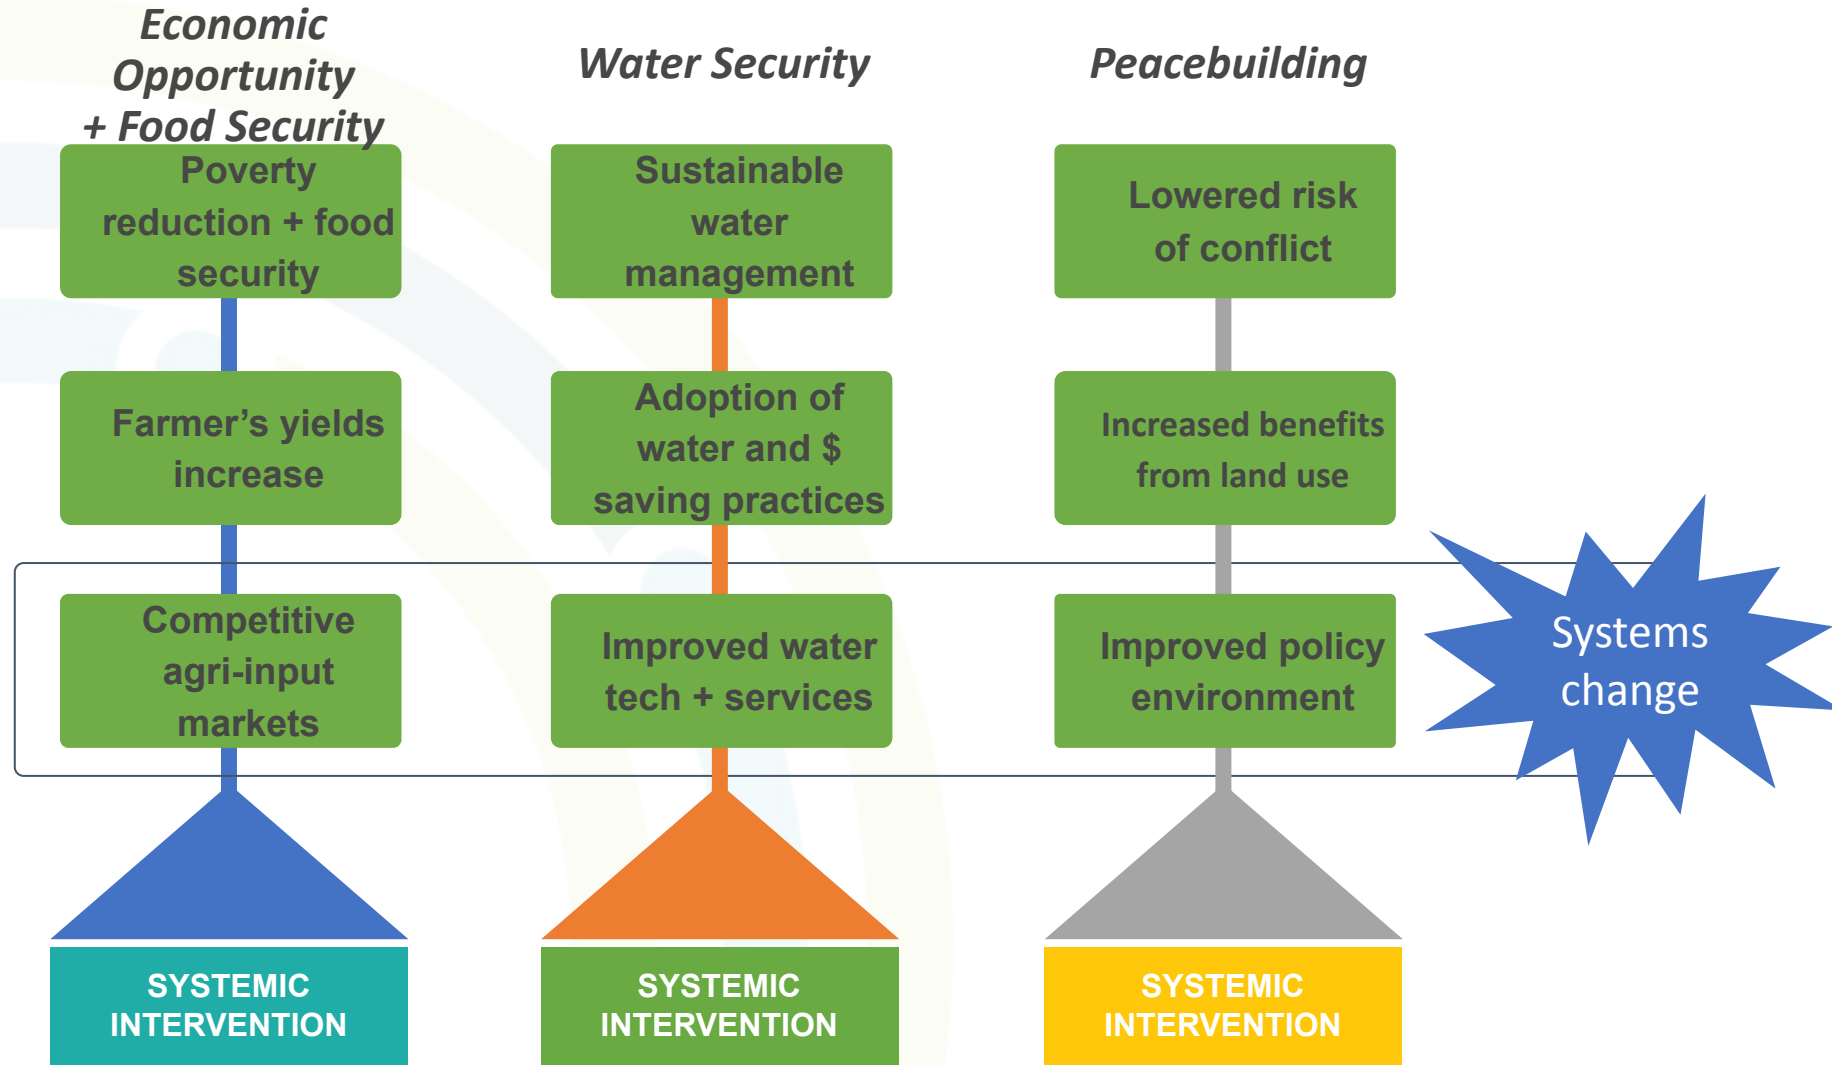 Economic
Opportunity
+ Food Security
Water Security
Peacebuilding
Poverty
reduction + food
security
Sustainable
water
management
Lowered risk
of conflict
Farmer’s yields
increase
Adoption of
water and $
saving practices
Increased benefits
from land use
Competitive
agri-input
markets
Improved water
tech + services
Improved policy
environment
Systems
change
SYSTEMIC
INTERVENTION
SYSTEMIC
INTERVENTION
SYSTEMIC
INTERVENTION